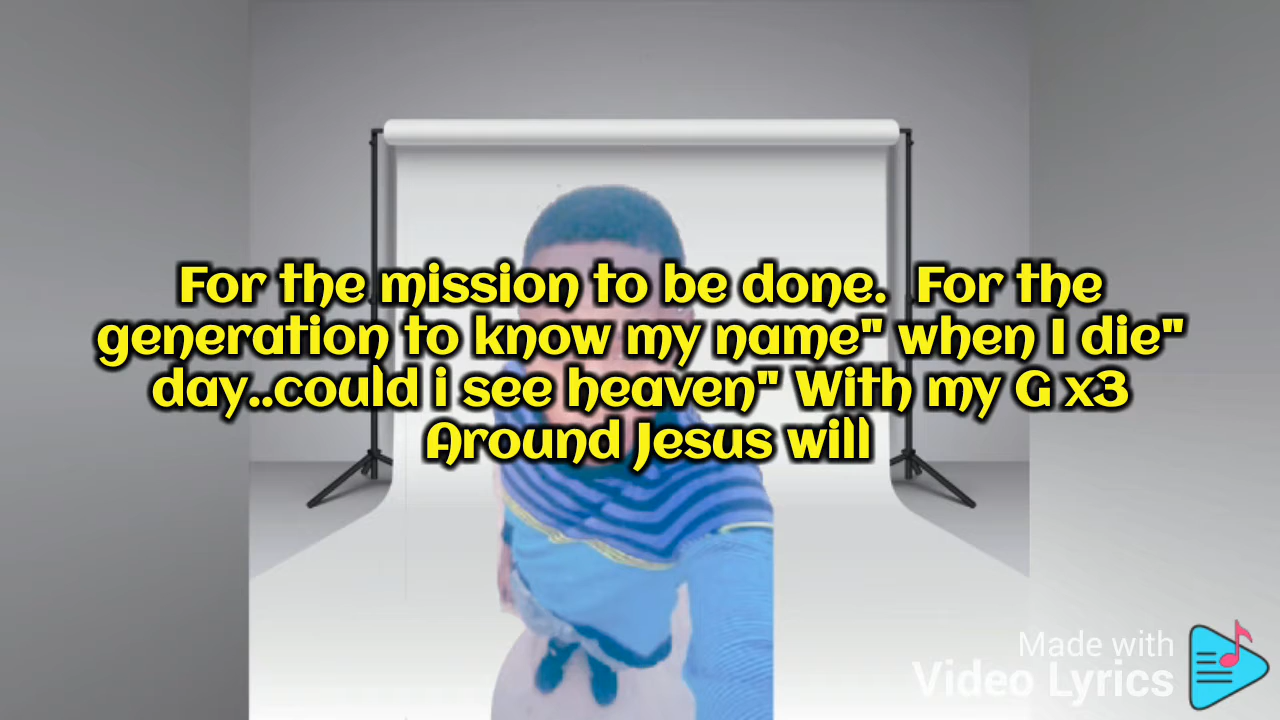 For the mission to be done.  For the
generation to know my name" when I die"
day..could i see heaven" With my G x3
Around Jesus will
Made with
Video Lyrics